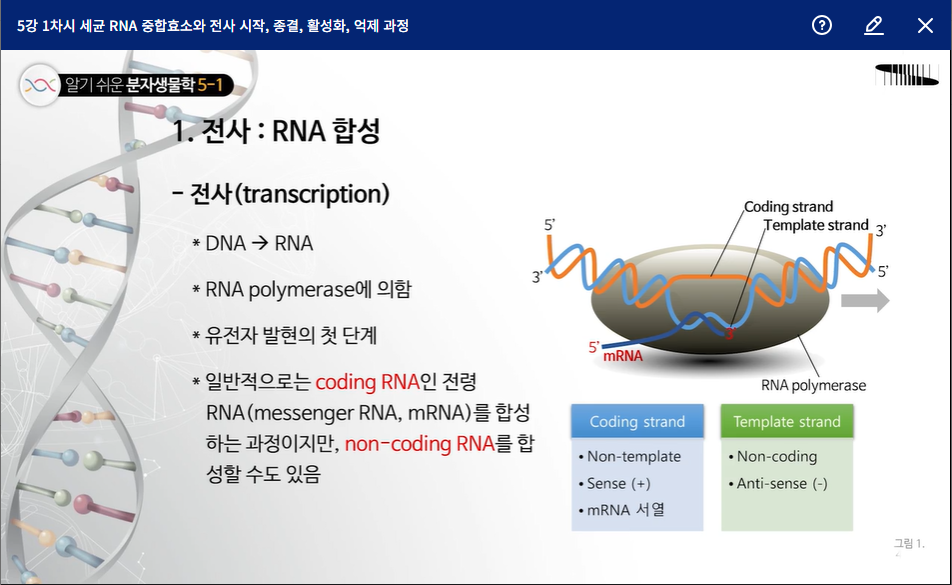 5강 1차시 세균 RNA 중합효소와 전사 시작, 종결, 활성화, 억제 과정
알기 쉬운 분자생물학 5-1
1. 전사 : RNA 합성
- 전사(transcription)
* DNA → RNA
* RNA polymerase에 의함
* 유전자 발현의 첫 단계
* 일반적으로는 coding RNA인 전령
RNA(messenger RNA, mRNA)를 합성
하는 과정이지만, non-coding RNA를 합
성할 수도 있음
Coding strand
Template strand
5’
3’
3’
5’
3’
5’
mRNA
RNA polymerase
Coding strand
• Non-template
• Sense (+)
• mRNA 서열
Template strand
• Non-coding
• Anti-sense (-)
그림 1.